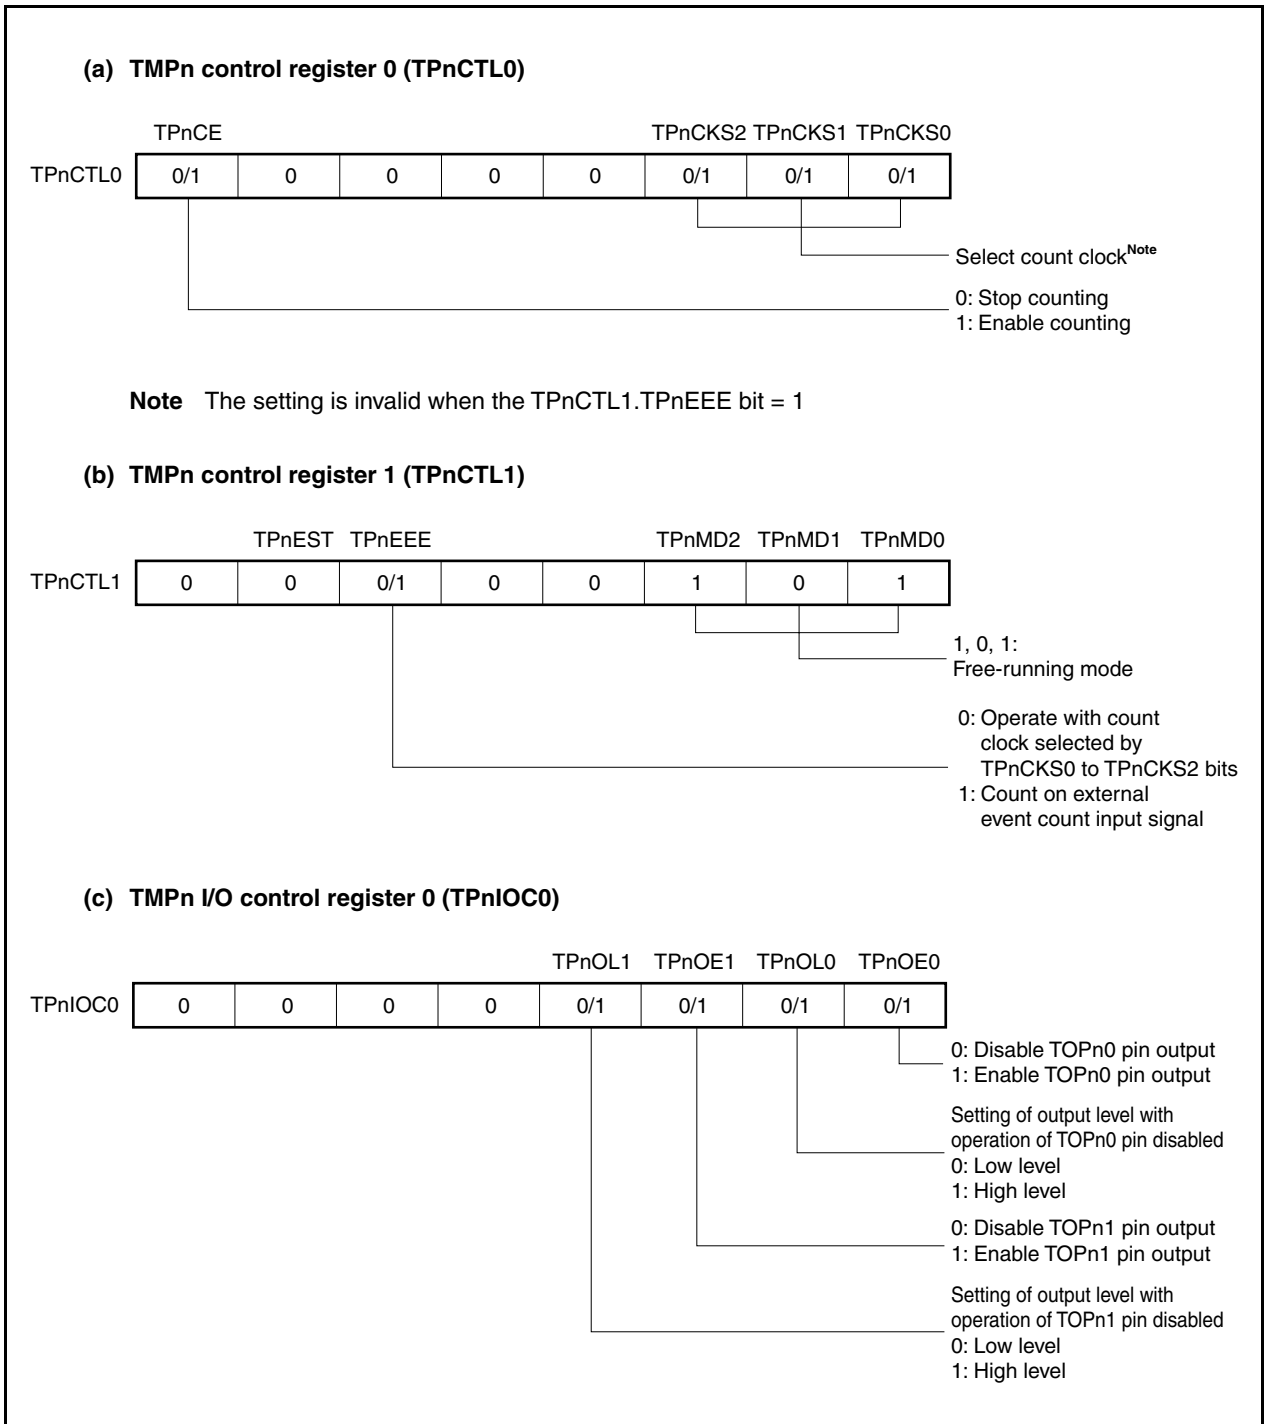 (a) TMPn control register 0 (TPnCTL0)
TPnCE TPnCKS2 TPnCKS1 TPnCKS0
TPnCTL0 0/1 0 0 0 0 0/1 0/1 0/1
Select count clockNote
0: Stop counting
1: Enable counting
Note The setting is invalid when the TPnCTL1.TPnEEE bit = 1
(b) TMPn control register 1 (TPnCTL1)
TPnEST TPnEEE TPnMD2 TPnMD1 TPnMD0
TPnCTL1 0 0 0/1 0 0 1 0 1
1, 0, 1:
Free-running mode
0: Operate with count
clock selected by
TPnCKS0 to TPnCKS2 bits
1: Count on external
event count input signal
(c) TMPn I/O control register 0 (TPnIOC0)
TPnOL1 TPnOE1 TPnOL0 TPnOE0
TPnIOC0 0 0 0 0 0/1 0/1 0/1 0/1
0: Disable TOPn0 pin output
1: Enable TOPn0 pin output
Setting of output level with
operation of TOPn0 pin disabled
0: Low level
1: High level
0: Disable TOPn1 pin output
1: Enable TOPn1 pin output
Setting of output level with
operation of TOPn1 pin disabled
0: Low level
1: High level